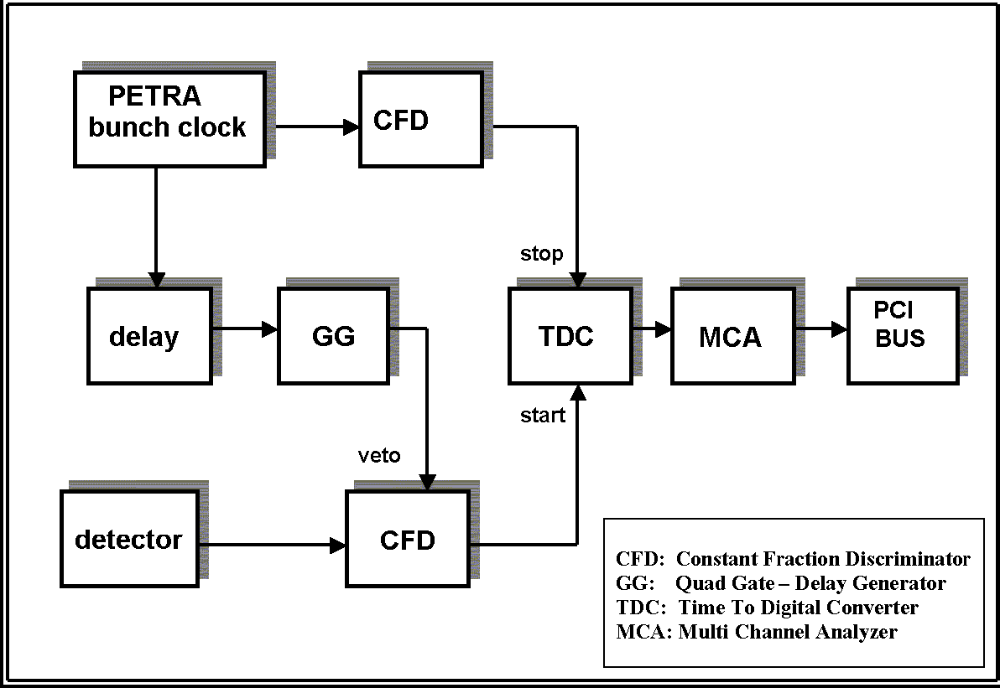 PETRA
bunch clock
CFD
stop
delay
GG
TDC
MCA
PCI
BUS
start
veto
detector
CFD
CFD: Constant Fraction Discriminator
GG: Quad Gate – Delay Generator
TDC: Time To Digital Converter
MCA: Multi Channel Analyzer